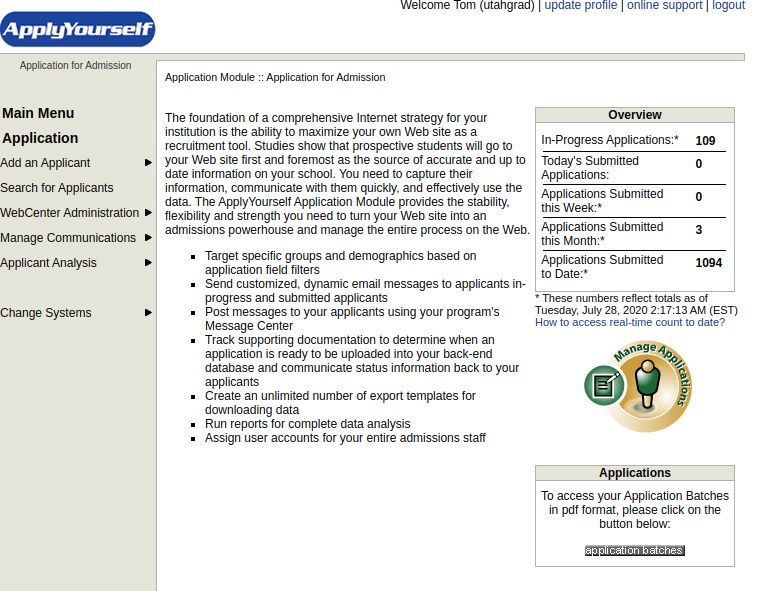 Welcome Tom (utahgrad) | update profile | online support | logout
ApplyYourself
Application for Admission
Application Module :: Application for Admission
Main Menu
Application
Add an Applicant
Search for Applicants
WebCenter Administration
Manage Communications
Applicant Analysis
Change Systems
The foundation of a comprehensive Internet strategy for your
institution is the ability to maximize your own Web site as a
recruitment tool. Studies show that prospective students will go to
your Web site first and foremost as the source of accurate and up to
date information on your school. You need to capture their
information, communicate with them quickly, and effectively use the
data. The ApplyYourself Application Module provides the stability,
flexibility and strength you need to turn your Web site into an
admissions powerhouse and manage the entire process on the Web.
Target specific groups and demographics based on
application field filters
Send customized, dynamic email messages to applicants in-
progress and submitted applicants
Post messages to your applicants using your program's
Message Center
Track supporting documentation to determine when an
application is ready to be uploaded into your back-end
database and communicate status information back to your
applicants
Create an unlimited number of export templates for
downloading data
Run reports for complete data analysis
Assign user accounts for your entire admissions staff
Overview
In-Progress Applications:* 109
Today's Submitted 0
Applications:
Applications Submitted 0
this Week:*
Applications Submitted 3
this Month:*
Applications Submitted 1094
to Date:*
* These numbers reflect totals as of
Tuesday, July 28, 2020 2:17:13 AM (EST)
How to access real-time count to date?
Manage Applications
Applications
To access your Application Batches
in pdf format, please click on the
button below:
application batches